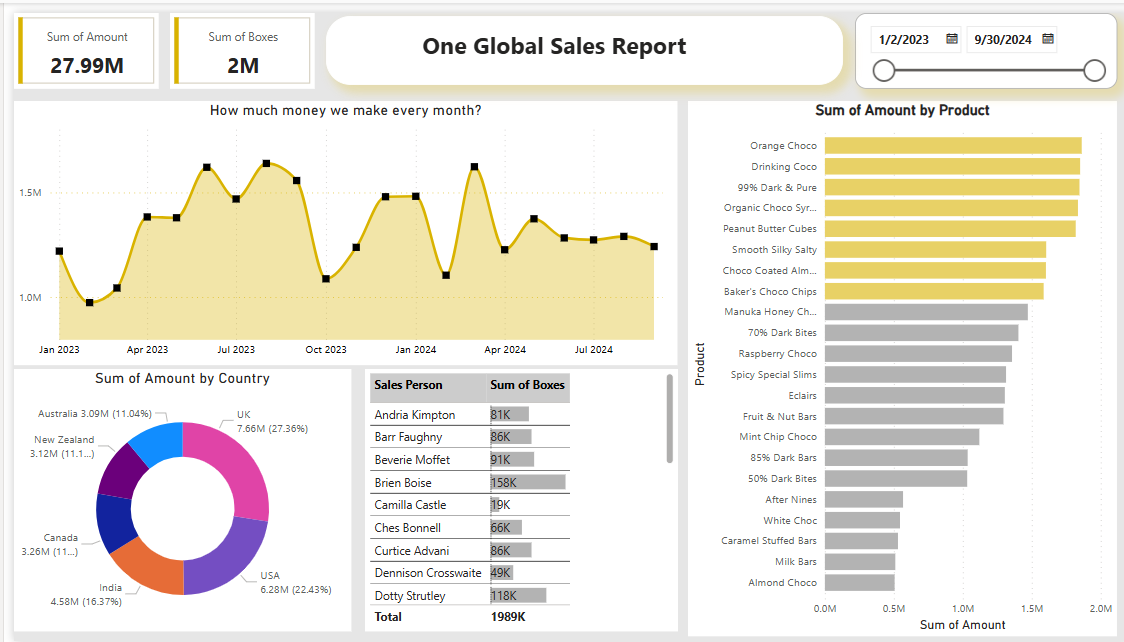 Sum of Amount
27.99M
Sum of Boxes
2M
One Global Sales Report
1/2/2023
9/30/2024
How much money we make every month?
1.5M
1.0M
Jan 2023 Apr 2023 Jul 2023 Oct 2023 Jan 2024 Apr 2024 Jul 2024
Sum of Amount by Country
Australia 3.09M (11.04%)
UK
7.66M (27.36%)
New Zealand
3.12M (11.1...)
Canada
3.26M (11...)
India
4.58M (16.37%)
USA
6.28M (22.43%)
Sales Person Sum of Boxes
Andria Kimpton 81K
Barr Faughny 86K
Beverie Moffet 91K
Brien Boise 158K
Camilla Castle 19K
Ches Bonnell 66K
Curtice Advani 86K
Dennison Crosswaite 49K
Dotty Strutley 118K
Total 1989K
Sum of Amount by Product
Product
Orange Choco
Drinking Coco
99% Dark & Pure
Organic Choco Syr...
Peanut Butter Cubes
Smooth Silky Salty
Choco Coated Alm...
Baker's Choco Chips
Manuka Honey Ch...
70% Dark Bites
Raspberry Choco
Spicy Special Slims
Eclairs
Fruit & Nut Bars
Mint Chip Choco
85% Dark Bars
50% Dark Bites
After Nines
White Choc
Caramel Stuffed Bars
Milk Bars
Almond Choco
0.0M 0.5M 1.0M 1.5M 2.0M
Sum of Amount